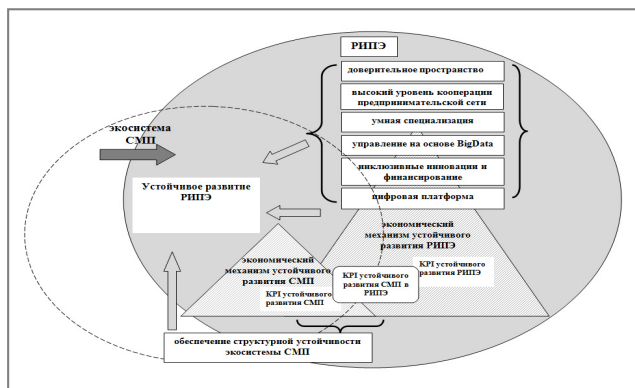 РИПЭ
доверительное пространство
высокий уровень кооперации
предпринимательской сети
умная специализация
управление на основе BigData
инклюзивные инновации и
финансирование
цифровая платформа
экосистема
СМП
Устойчивое развитие
РИПЭ
экономический
механизм устойчивого
развития РИПЭ
экономический
механизм устойчивого
развития СМП
KPI устойчивого
развития СМП
KPI устойчивого
развития СМП в
РИПЭ
KPI устойчивого
развития РИПЭ
обеспечение структурной устойчивости
экосистемы СМП